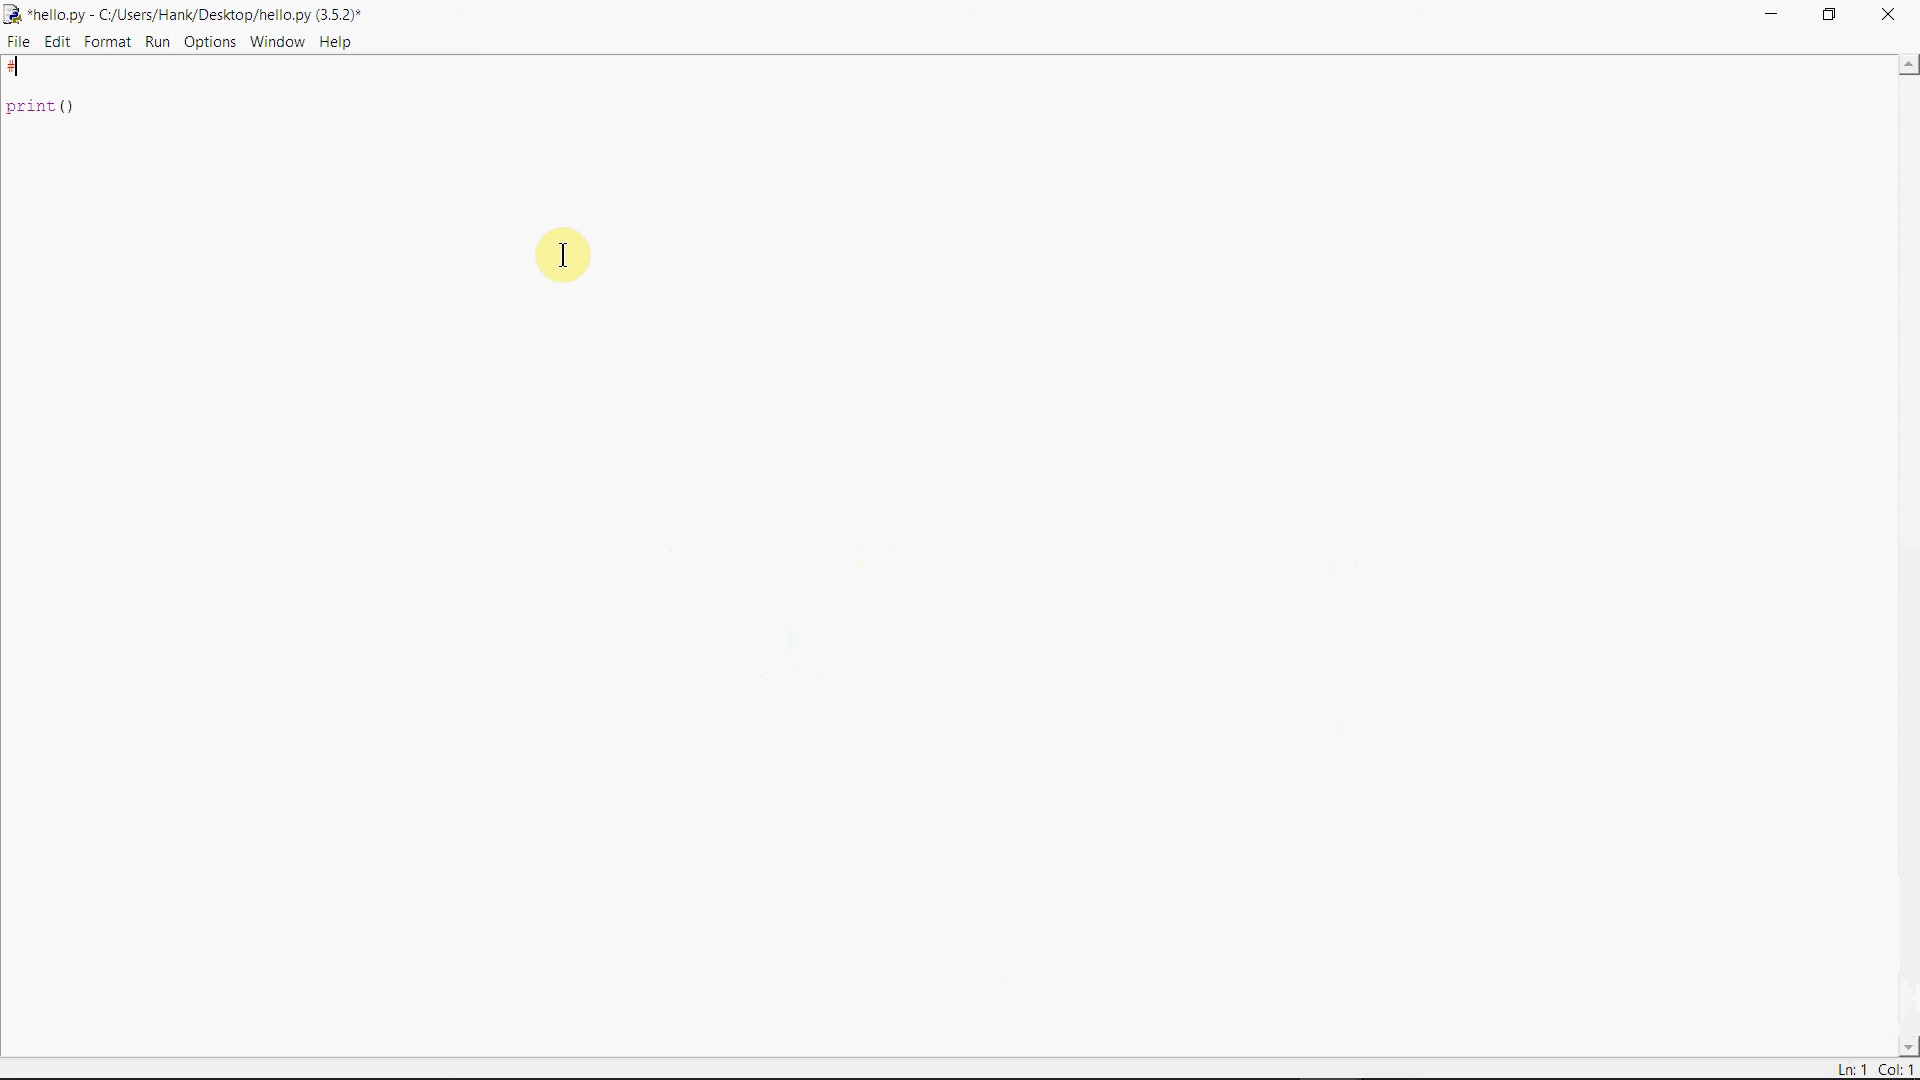 *hello.py - C:/Users/Hank/Desktop/hello.py (3.5.2)*
File Edit Format Run Options Window Help
#
print()
Ln: 1 Col: 1